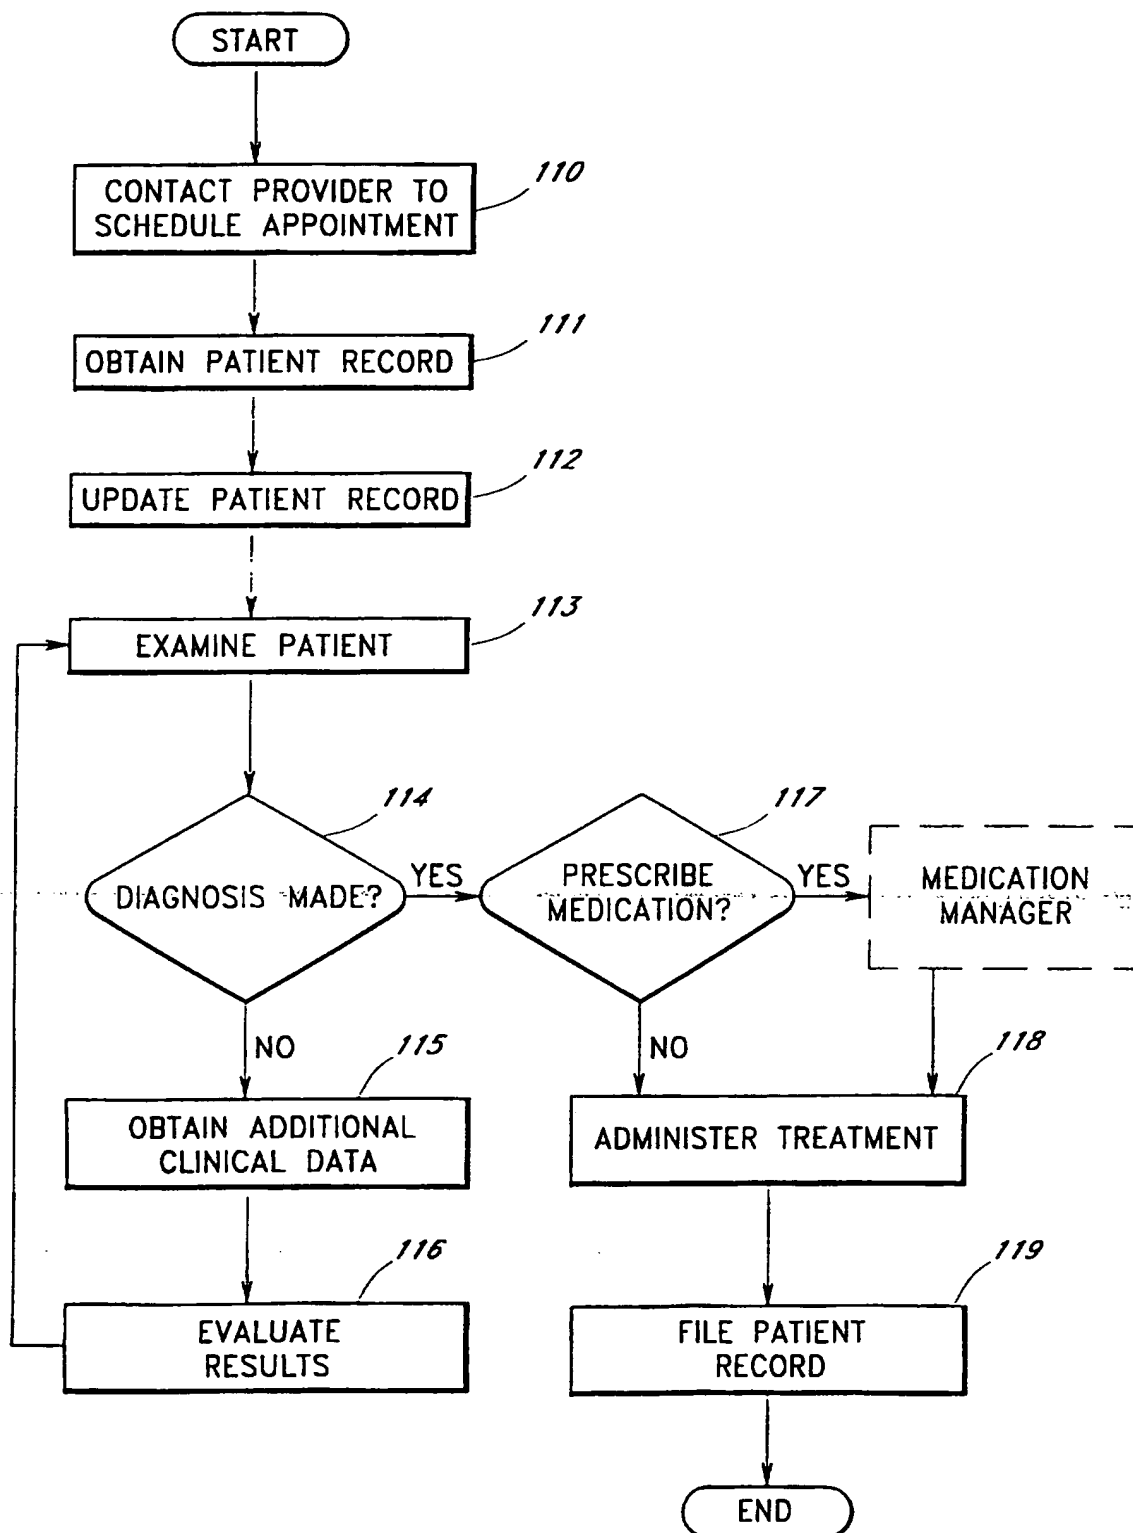 START
110
CONTACT PROVIDER TO
SCHEDULE APPOINTMENT
111
OBTAIN PATIENT RECORD
112
UPDATE PATIENT RECORD
113
EXAMINE PATIENT
114
DIAGNOSIS MADE?
YES
117
PRESCRIBE
MEDICATION?
YES
MEDICATION
MANAGER
NO
115
OBTAIN ADDITIONAL
CLINICAL DATA
116
EVALUATE
RESULTS
NO
118
ADMINISTER TREATMENT
119
FILE PATIENT
RECORD
END